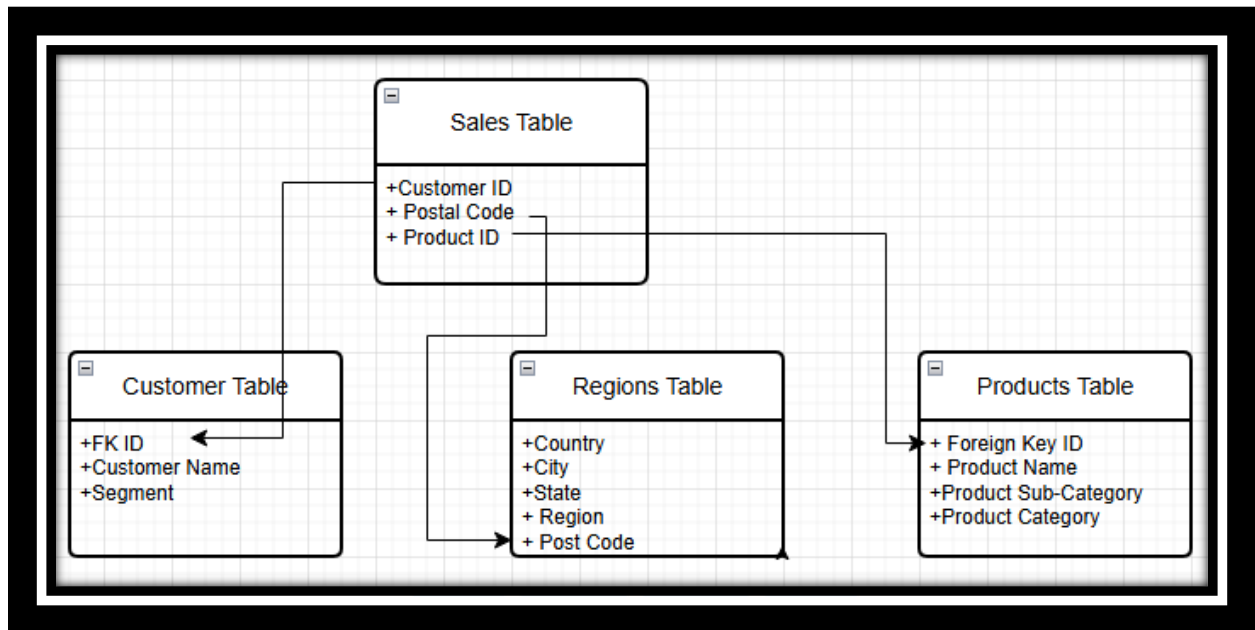 Sales Table
+Customer ID
+ Postal Code
+ Product ID
Customer Table
+FK ID
+Customer Name
+Segment
Regions Table
+Country
+City
+State
+ Region
+ Post Code
Products Table
+ Foreign Key ID
+ Product Name
+Product Sub-Category
+Product Category